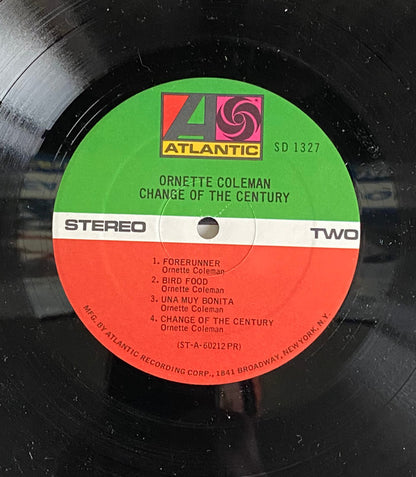 ATLANTIC
SD 1327
ORNETTE COLEMAN
CHANGE OF THE CENTURY
STEREO
TWO
1. FORERUNNER
Ornette Coleman
2. BIRD FOOD
Ornette Coleman
3. UNA MUY BONITA
Ornette Coleman
4. CHANGE OF THE CENTURY
Ornette Coleman
(ST-A-60212 PR)
MFG. BY ATLANTIC RECORDING CORP., 1841 BROADWAY, NEW YORK, N.Y.